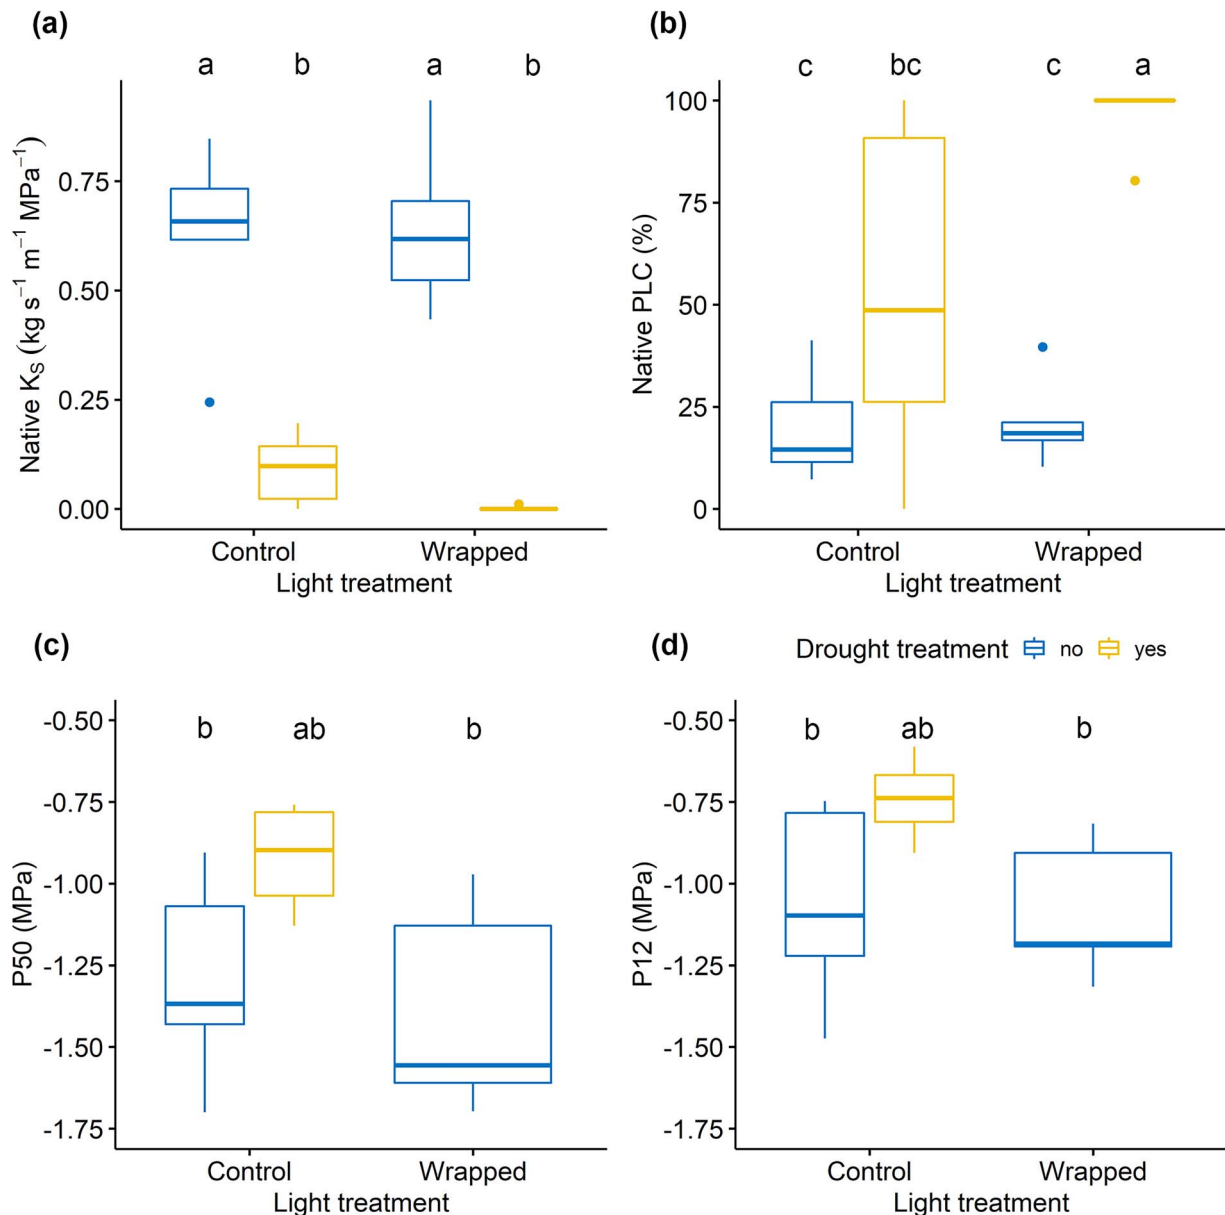 (a)
a b a b
Native K_S (kg s⁻¹ m⁻¹ MPa⁻¹)
0.75
0.50
0.25
0.00
Control Wrapped
Light treatment
(b)
c bc c a
Native PLC (%)
100
75
50
25
0
Control Wrapped
Light treatment
(c)
b ab b
P50 (MPa)
-0.50
-0.75
-1.00
-1.25
-1.50
-1.75
Control Wrapped
Light treatment
(d)
Drought treatment no yes
b ab b
P12 (MPa)
-0.50
-0.75
-1.00
-1.25
-1.50
-1.75
Control Wrapped
Light treatment